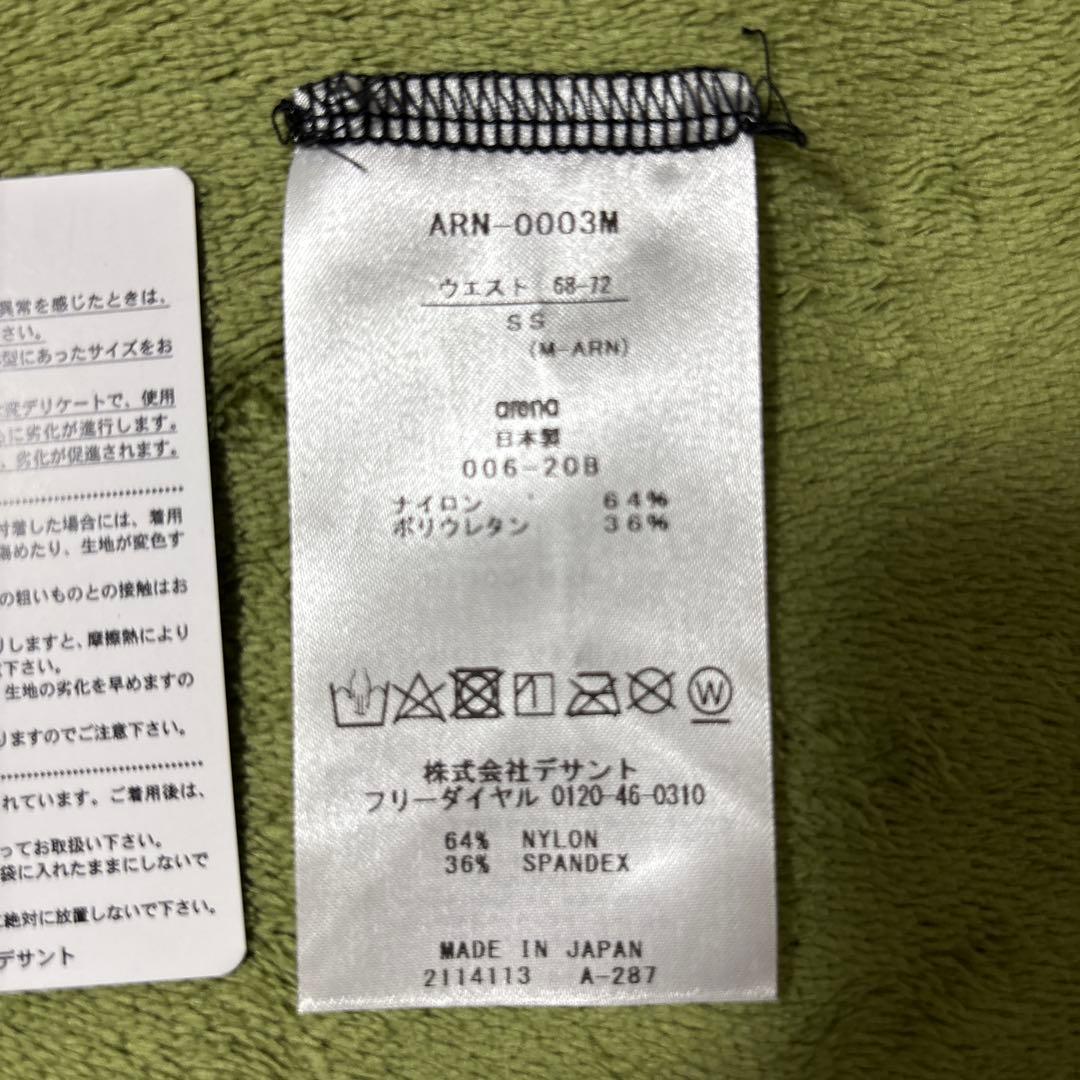 異常を感じたときは、
さい。
型にあったサイズをお
デリケートで、使用
に劣化が進行します。
、劣化が促進されます。
付着した場合には、着用
傷めたり、生地が変色す
の粗いものとの接触はお
りしますと、摩擦熱により
下さい。
生地の劣化を早めますの
りますのでご注意下さい。
れています。ご着用後は、
ってお取扱い下さい。
袋に入れたままにしないで
絶対に放置しないで下さい。
デサント
ARN-0003M
ウエスト 68-72
SS
(M-ARN)
arena
日本製
006-20B
ナイロン 64%
ポリウレタン 36%
W
株式会社デサント
フリーダイヤル 0120-46-0310
64% NYLON
36% SPANDEX
MADE IN JAPAN
2114113 A-287